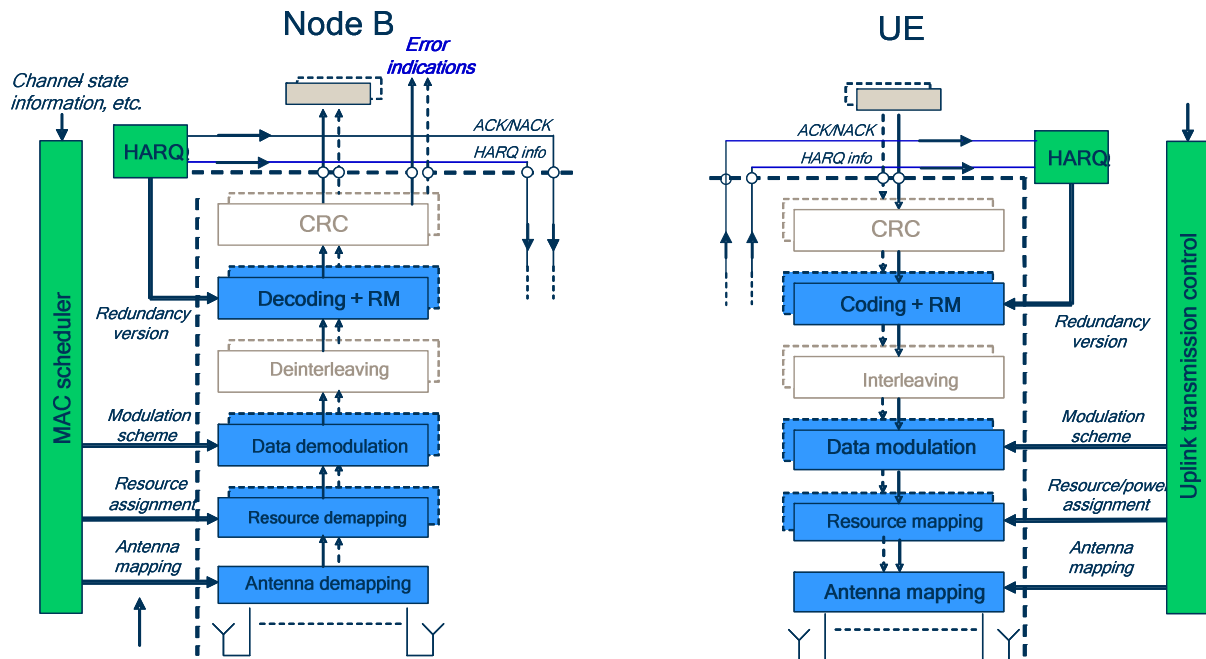 Node B
UE
Error
indications
Channel state
information, etc.
ACK/NACK
HARQ info
HARQ
CRC
Decoding + RM
Redundancy
version
Deinterleaving
MAC scheduler
Modulation
scheme
Data demodulation
Resource
assignment
Resource demapping
Antenna
mapping
Antenna demapping
ACK/NACK
HARQ info
HARQ
CRC
Coding + RM
Redundancy
version
Interleaving
Uplink transmission control
Modulation
scheme
Data modulation
Resource/power
assignment
Resource mapping
Antenna
mapping
Antenna mapping